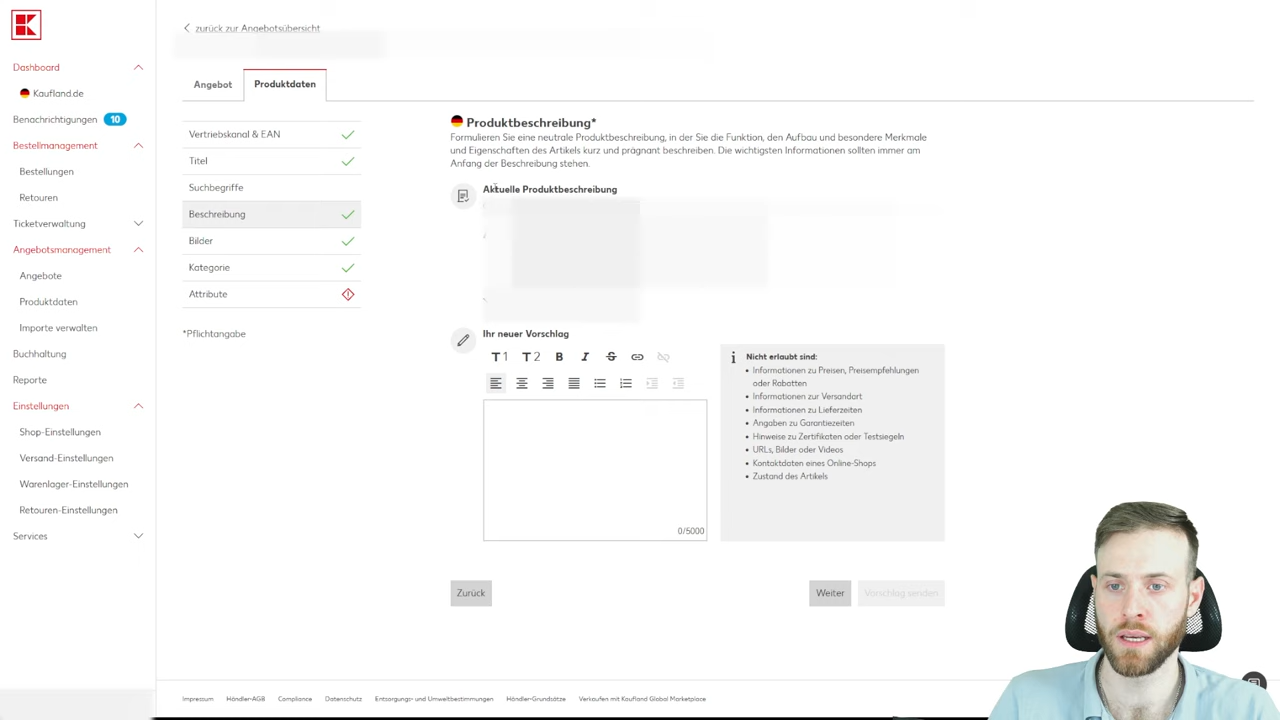 zurück zur Angebotsübersicht
Dashboard
Kaufland.de
Benachrichtigungen 10
Bestellmanagement
Bestellungen
Retouren
Ticketverwaltung
Angebotsmanagement
Angebote
Produktdaten
Importe verwalten
Buchhaltung
Reporte
Einstellungen
Shop-Einstellungen
Versand-Einstellungen
Warenlager-Einstellungen
Retouren-Einstellungen
Services
Angebot Produktdaten
Vertriebskanal & EAN
Titel
Suchbegriffe
Beschreibung
Bilder
Kategorie
Attribute
*Pflichtangabe
Produktbeschreibung*
Formulieren Sie eine neutrale Produktbeschreibung, in der Sie die Funktion, den Aufbau und besondere Merkmale
und Eigenschaften des Artikels kurz und prägnant beschreiben. Die wichtigsten Informationen sollten immer am
Anfang der Beschreibung stehen.
Aktuelle Produktbeschreibung
Ihr neuer Vorschlag
T1 T2 B I S
0/5000
Nicht erlaubt sind:
• Informationen zu Preisen, Preisempfehlungen
oder Rabatten
• Informationen zur Versandart
• Informationen zu Lieferzeiten
• Angaben zu Garantiezeiten
• Hinweise zu Zertifikaten oder Testsiegeln
• URLs, Bilder oder Videos
• Kontaktdaten eines Online-Shops
• Zustand des Artikels
Zurück Weiter Vorschlag senden
Impressum Händler-AGB Compliance Datenschutz Entsorgungs- und Umweltbestimmungen Händler-Grundsätze Verkaufen mit Kaufland Global Marketplace